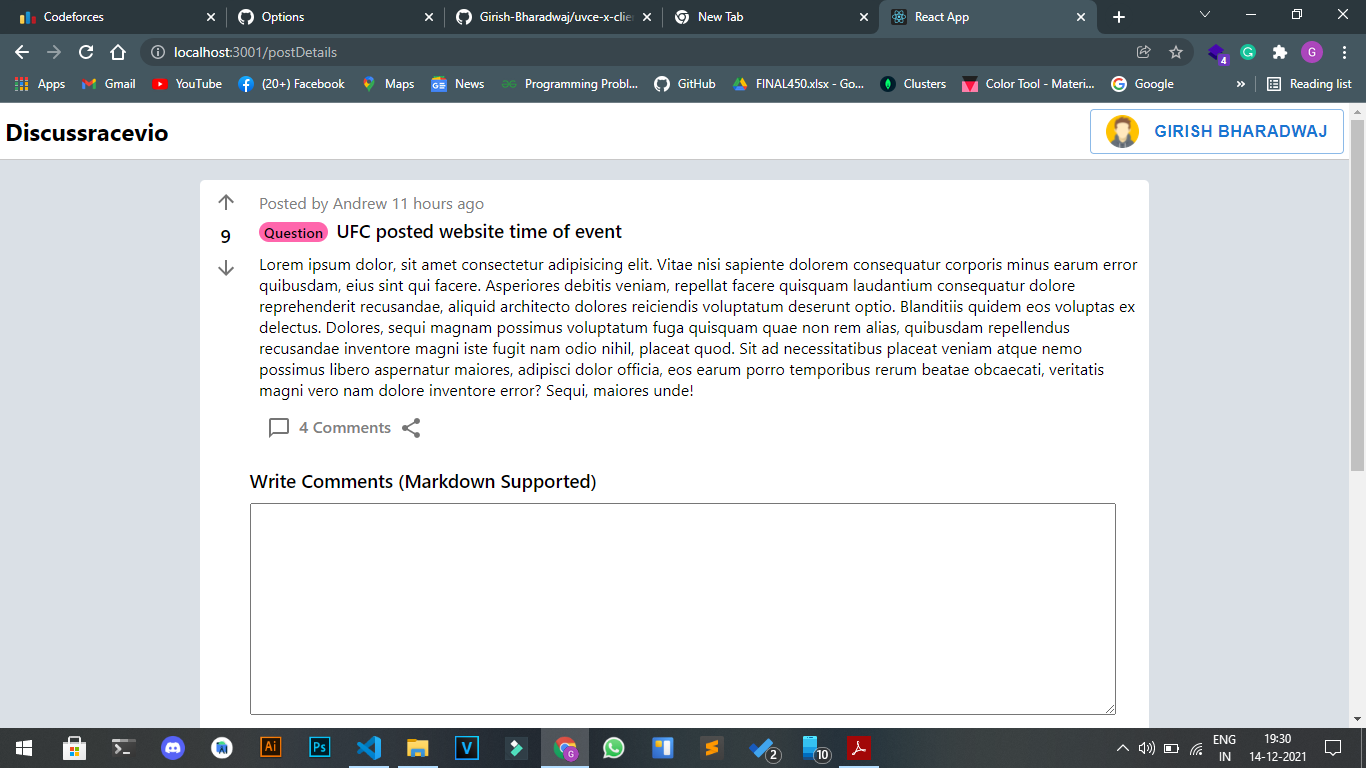 Codeforces
Options
Girish-Bharadwaj/uvce-x-clie
New Tab
React App
localhost:3001/postDetails
G
4
Apps
Gmail
YouTube
(20+) Facebook
Maps
News
Programming Probl...
GitHub
FINAL450.xlsx - Go...
Clusters
Color Tool - Materi...
Google
»
Reading list
Discussracevio
GIRISH BHARADWAJ
Posted by Andrew 11 hours ago
9
Question UFC posted website time of event
Lorem ipsum dolor, sit amet consectetur adipisicing elit. Vitae nisi sapiente dolorem consequatur corporis minus earum error
quibusdam, eius sint qui facere. Asperiores debitis veniam, repellat facere quisquam laudantium consequatur dolore
reprehenderit recusandae, aliquid architecto dolores reiciendis voluptatum deserunt optio. Blanditiis quidem eos voluptas ex
delectus. Dolores, sequi magnam possimus voluptatum fuga quisquam quae non rem alias, quibusdam repellendus
recusandae inventore magni iste fugit nam odio nihil, placeat quod. Sit ad necessitatibus placeat veniam atque nemo
possimus libero aspernatur maiores, adipisci dolor officia, eos earum porro temporibus rerum beatae obcaecati, veritatis
magni vero nam dolore inventore error? Sequi, maiores unde!
4 Comments
Write Comments (Markdown Supported)
Ai
Ps
V
G
2
10
ENG
IN
19:30
14-12-2021